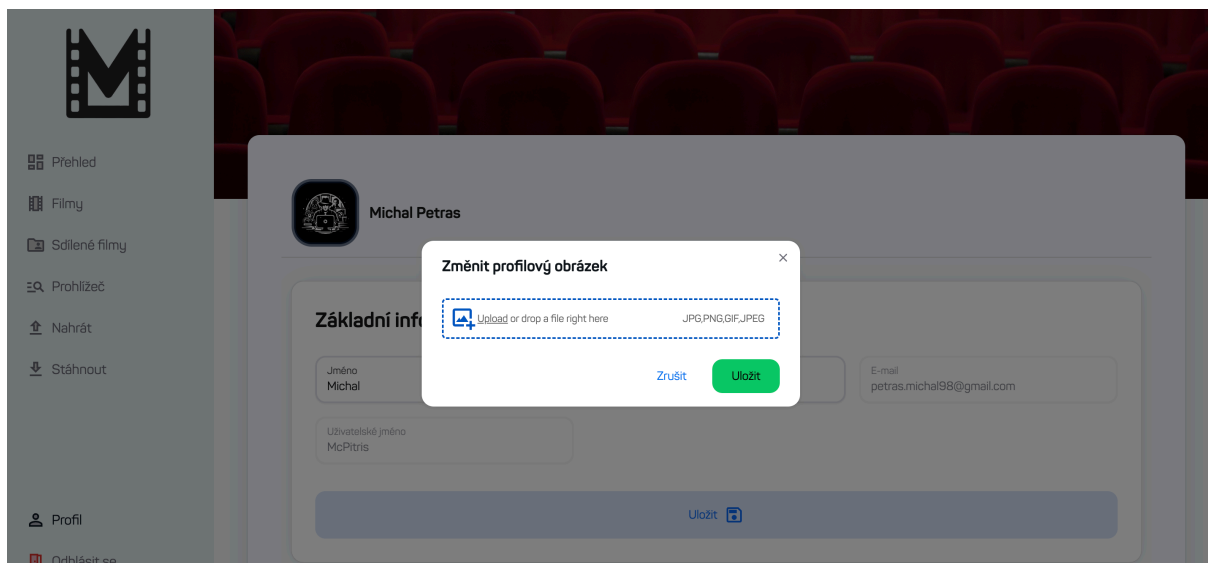 Přehled
Filmy
Sdílené filmy
Prohlížeč
Nahrát
Stáhnout
Profil
Odhlásit se
Michal Petras
Základní info
Jméno
Michal
E-mail
petras.michal98@gmail.com
Uživatelské jméno
McPitris
Uložit
Změnit profilový obrázek
Upload or drop a file right here
JPG,PNG,GIF,JPEG
Zrušit
Uložit